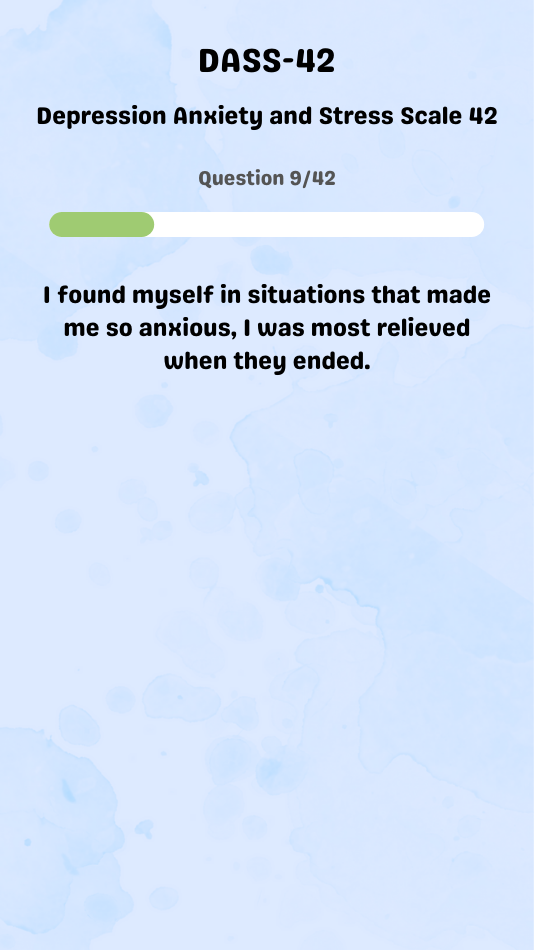 DASS-42
Depression Anxiety and Stress Scale 42
Question 9/42
I found myself in situations that made
me so anxious, I was most relieved
when they ended.